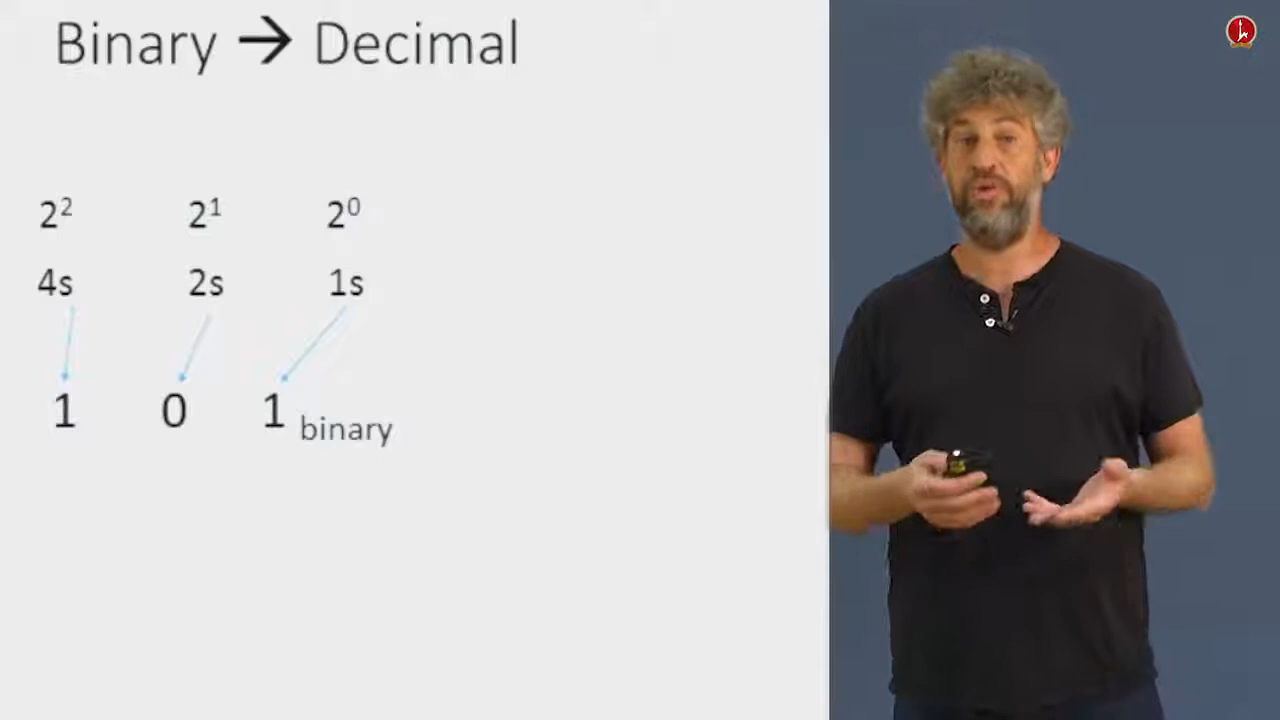 Binary → Decimal
2² 2¹ 2⁰
4s 2s 1s
1 0 1 binary